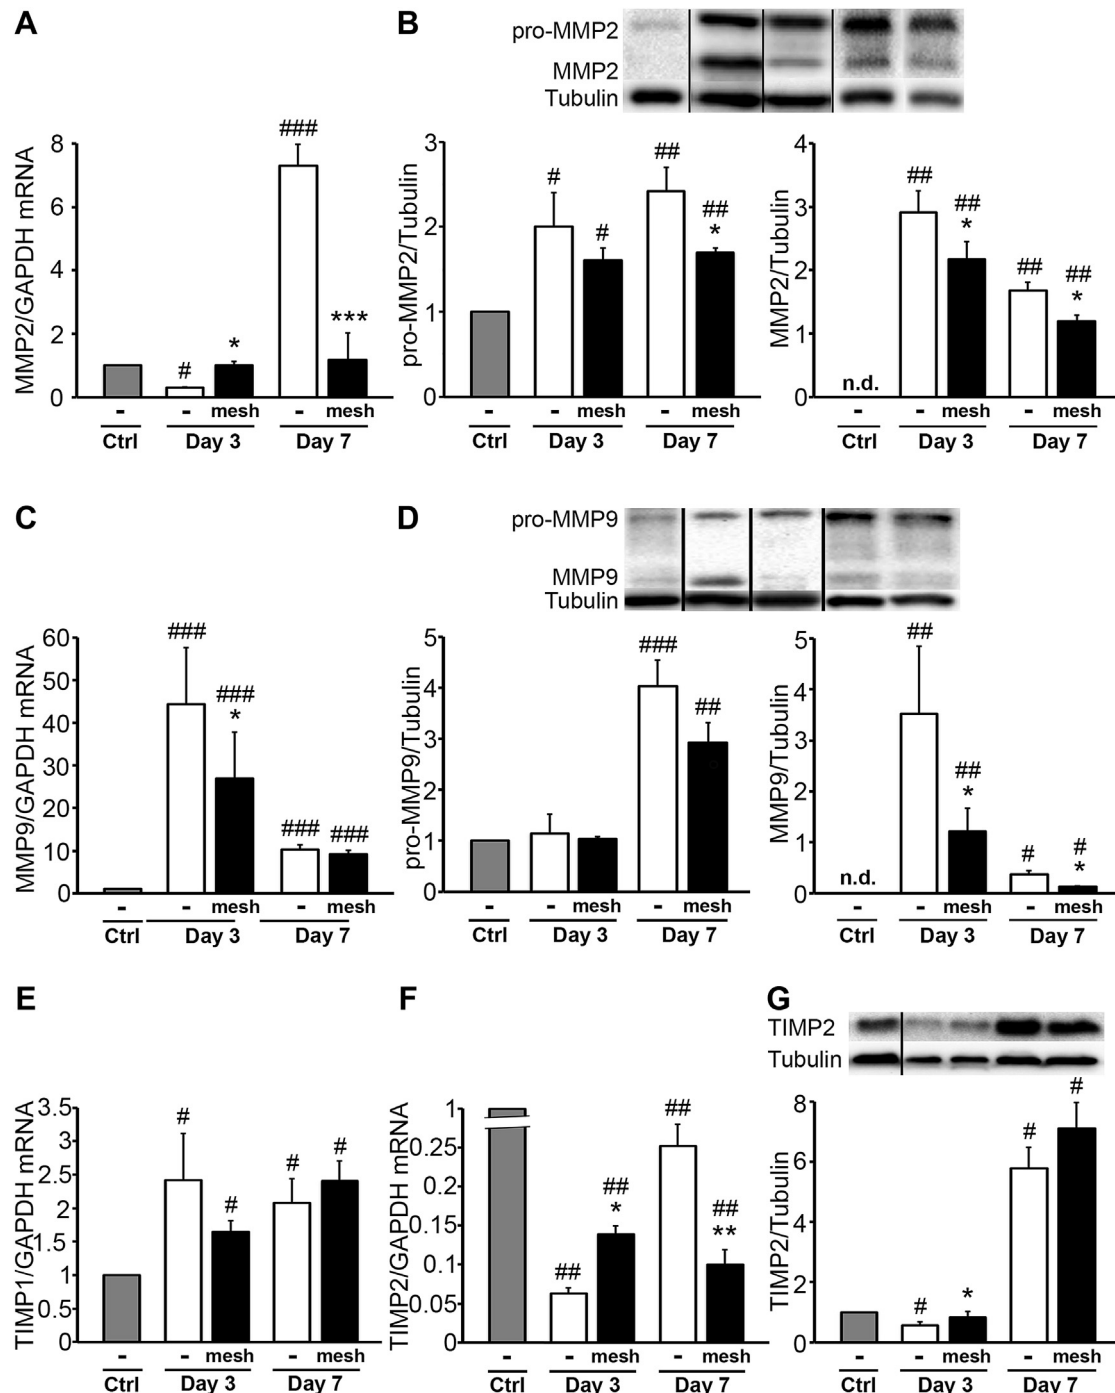 A
MMP2/GAPDH mRNA
8
6
4
2
0
###
#
*
***
- - mesh - mesh
Ctrl Day 3 Day 7
B
pro-MMP2
MMP2
Tubulin
pro-MMP2/Tubulin
3
2
1
0
#
#
##
##
*
- - mesh - mesh
Ctrl Day 3 Day 7
MMP2/Tubulin
4
3
2
1
0
n.d.
##
##
*
##
##
*
- - mesh - mesh
Ctrl Day 3 Day 7
C
MMP9/GAPDH mRNA
60
50
40
30
20
10
0
###
###
*
###
###
- - mesh - mesh
Ctrl Day 3 Day 7
D
pro-MMP9
MMP9
Tubulin
pro-MMP9/Tubulin
5
4
3
2
1
0
###
##
- - mesh - mesh
Ctrl Day 3 Day 7
MMP9/Tubulin
5
4
3
2
1
0
n.d.
##
##
*
#
#
*
- - mesh - mesh
Ctrl Day 3 Day 7
E
TIMP1/GAPDH mRNA
3.5
3
2.5
2
1.5
1
0.5
0
#
#
#
#
- - mesh - mesh
Ctrl Day 3 Day 7
F
TIMP2/GAPDH mRNA
1
0.25
0.2
0.15
0.1
0.05
0
##
##
*
##
##
**
- - mesh - mesh
Ctrl Day 3 Day 7
G
TIMP2
Tubulin
TIMP2/Tubulin
8
6
4
2
0
#
*
#
#
- - mesh - mesh
Ctrl Day 3 Day 7